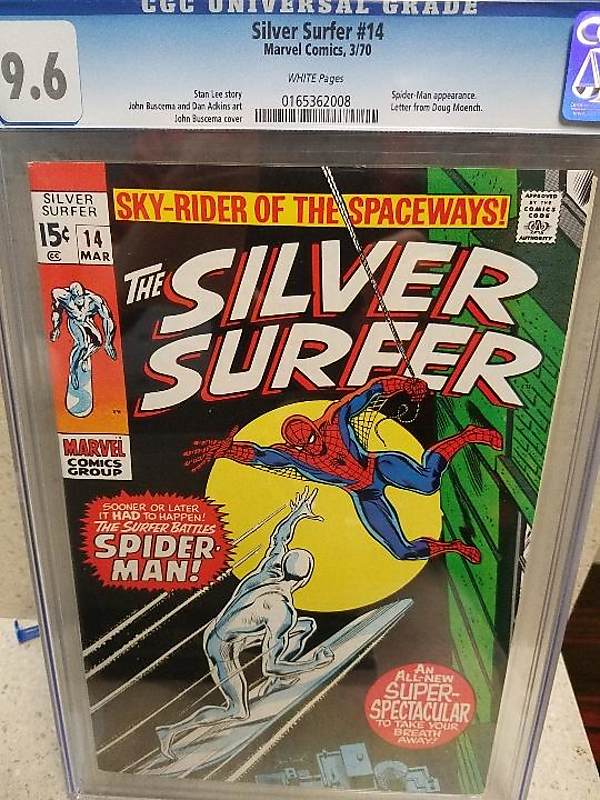 CGC UNIVERSAL GRADE
9.6
Silver Surfer #14
Marvel Comics, 3/70
WHITE Pages
Stan Lee story
John Buscema and Dan Adkins art
John Buscema cover
0165362008
Spider-Man appearance.
Letter from Doug Moench.
SILVER
SURFER
15¢ 14
CC MAR
SKY-RIDER OF THE SPACEWAYS!
APPROVED
BY THE
COMICS
CODE
AUTHORITY
THE SILVER
SURFER
MARVEL
COMICS
GROUP
SOONER OR LATER
IT HAD TO HAPPEN!
THE SURFER BATTLES
SPIDER-
MAN!
AN
ALL-NEW
SUPER-
SPECTACULAR
TO TAKE YOUR
BREATH
AWAY!